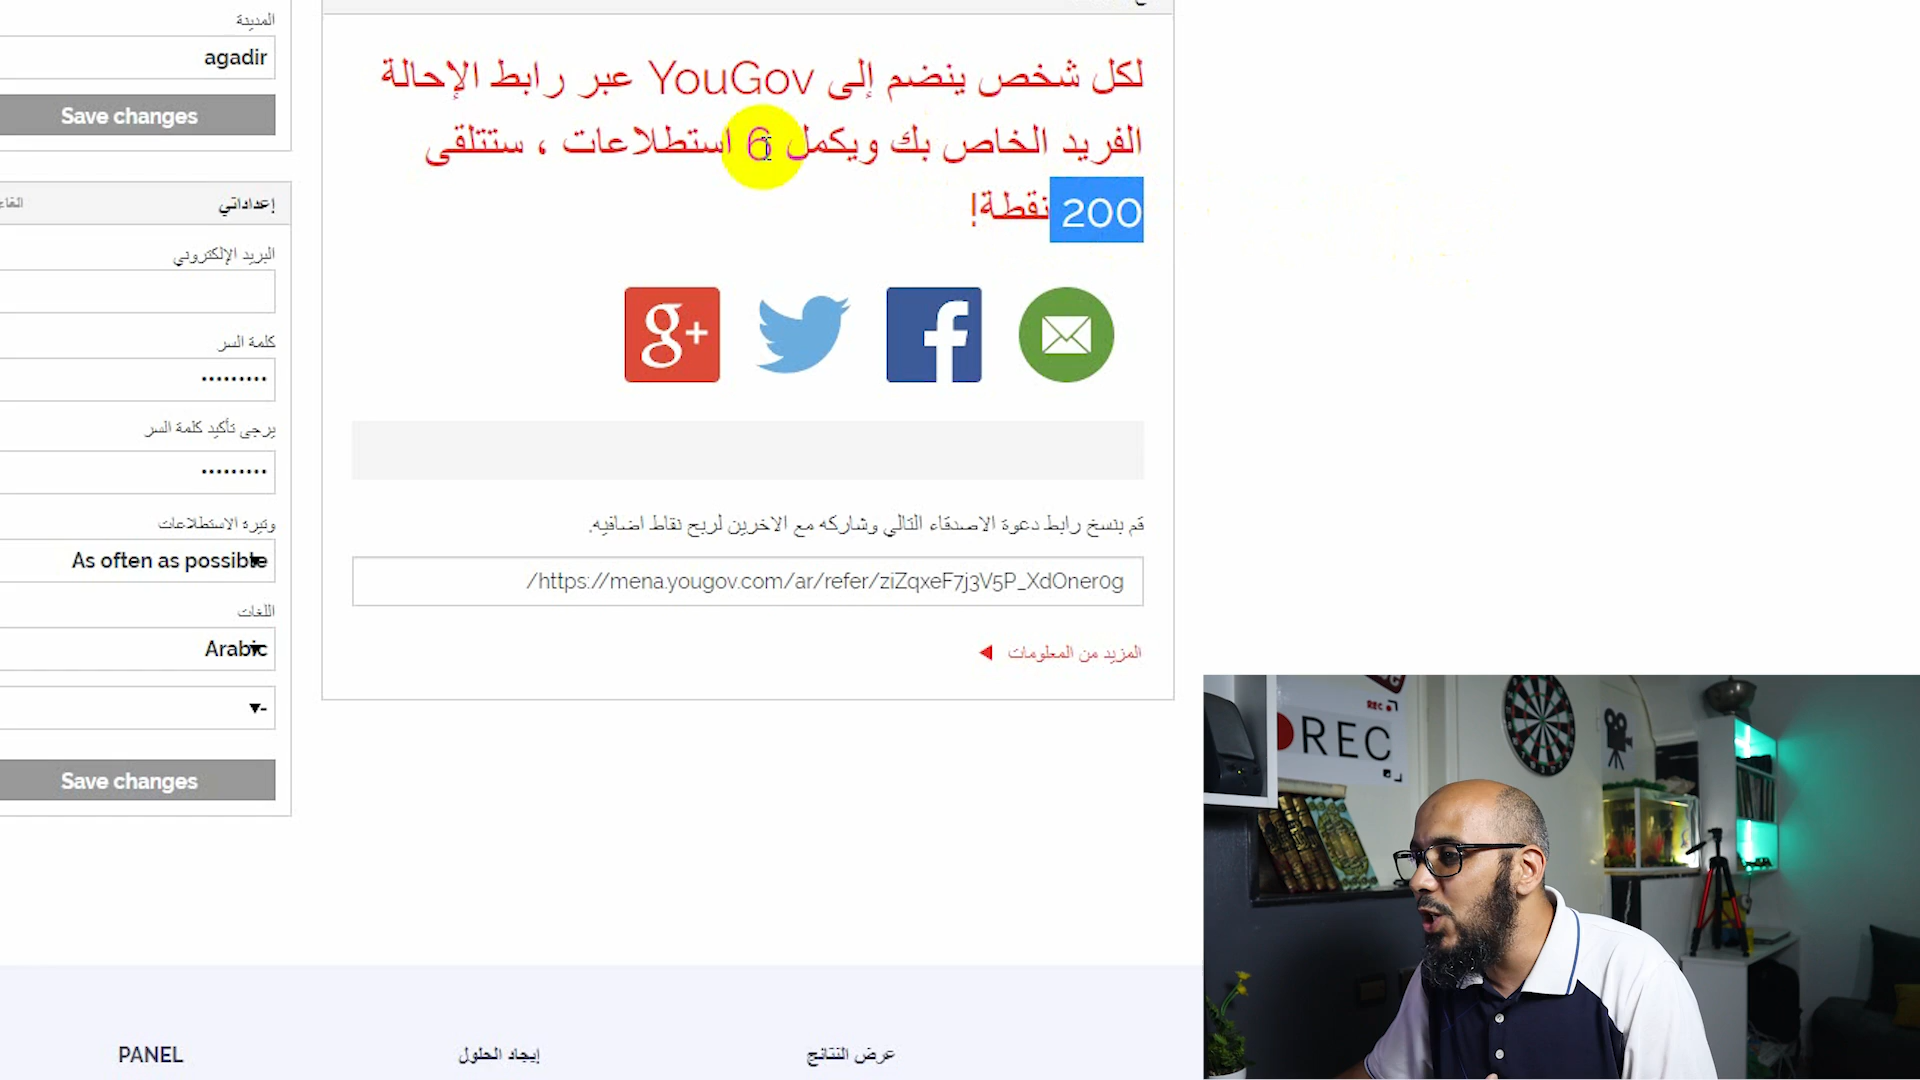 لكل شخص ينضم إلى YouGov عبر رابط الإحالة
الفريد الخاص بك ويكمل 6 استطلاعات ، ستتلقى
200 نقطة!
g+
f
قم بنسخ رابط دعوة الاصدقاء التالي وشاركه مع الاخرين لربح نقاط اضافيه.
/https://mena.yougov.com/ar/refer/ziZqxeF7j3V5P_XdOner0g
المزيد من المعلومات
المدينة
agadir
Save changes
إعداداتي
البريد الإلكتروني
كلمة السر
•••••••••
يرجى تأكيد كلمة السر
•••••••••
وتيرة الاستطلاعات
As often as possible
اللغات
Arabic
-
Save changes
عرض النتائج
إيجاد الحلول
PANEL
REC
REC